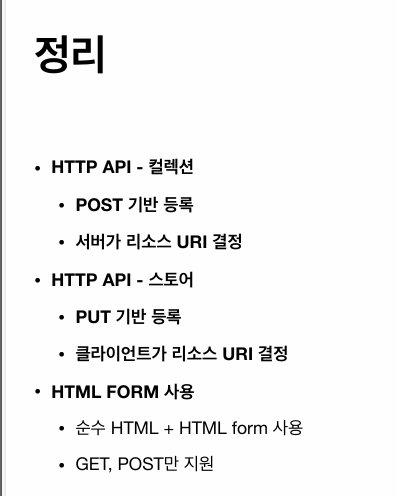 정리
• HTTP API - 컬렉션
• POST 기반 등록
• 서버가 리소스 URI 결정
• HTTP API - 스토어
• PUT 기반 등록
• 클라이언트가 리소스 URI 결정
• HTML FORM 사용
• 순수 HTML + HTML form 사용
• GET, POST만 지원